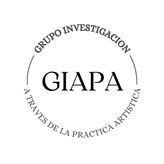 GRUPO INVESTIGACION
GIAPA
A TRAVES DE LA PRACTICA ARTISTICA